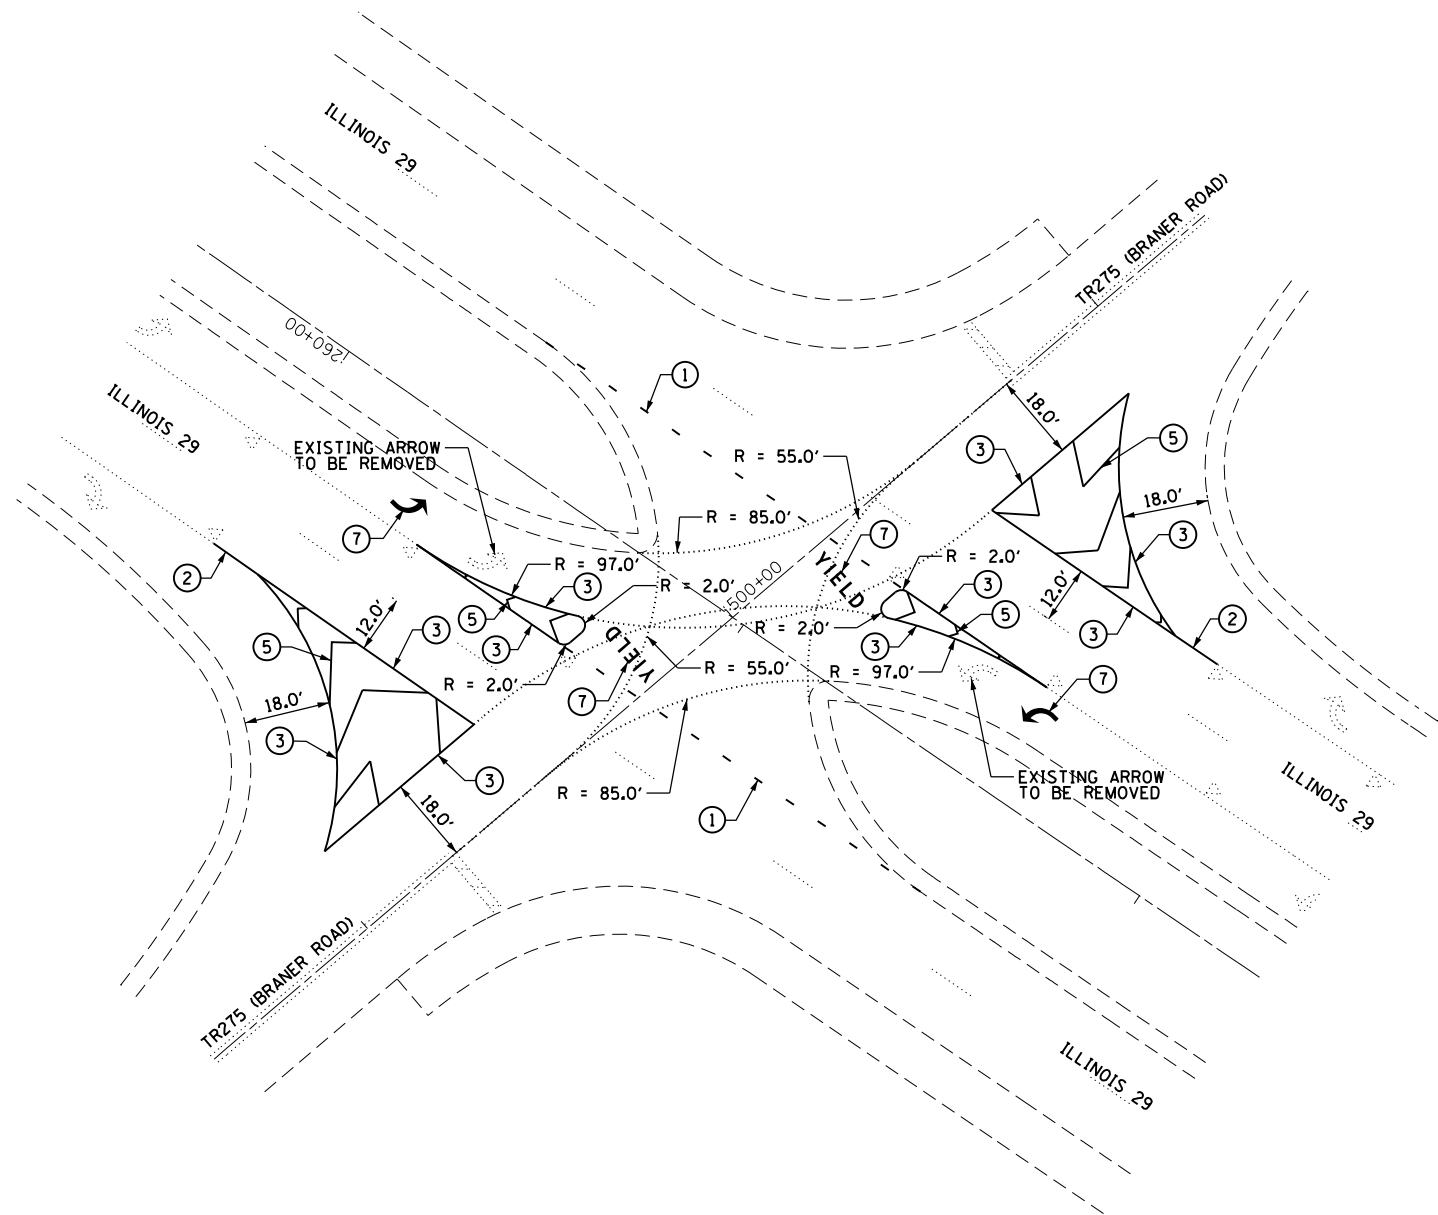 ILLINOIS 29
TR275 (BRANER ROAD)
1260+00
1
18.0'
ILLINOIS 29
EXISTING ARROW
TO BE REMOVED
R = 55.0'
3
5
18.0'
7
R = 85.0'
7
3
2
R = 97.0'
3
R = 2.0'
1500+00
YIELD
R = 2.0'
3
12.0'
12.0'
5
3
5
3
YIELD
R = 2.0'
3
5
3
2
R = 2.0'
7
R = 55.0'
R = 97.0'
7
18.0'
3
3
R = 85.0'
18.0'
1
EXISTING ARROW
TO BE REMOVED
ILLINOIS 29
TR275 (BRANER ROAD)
ILLINOIS 29